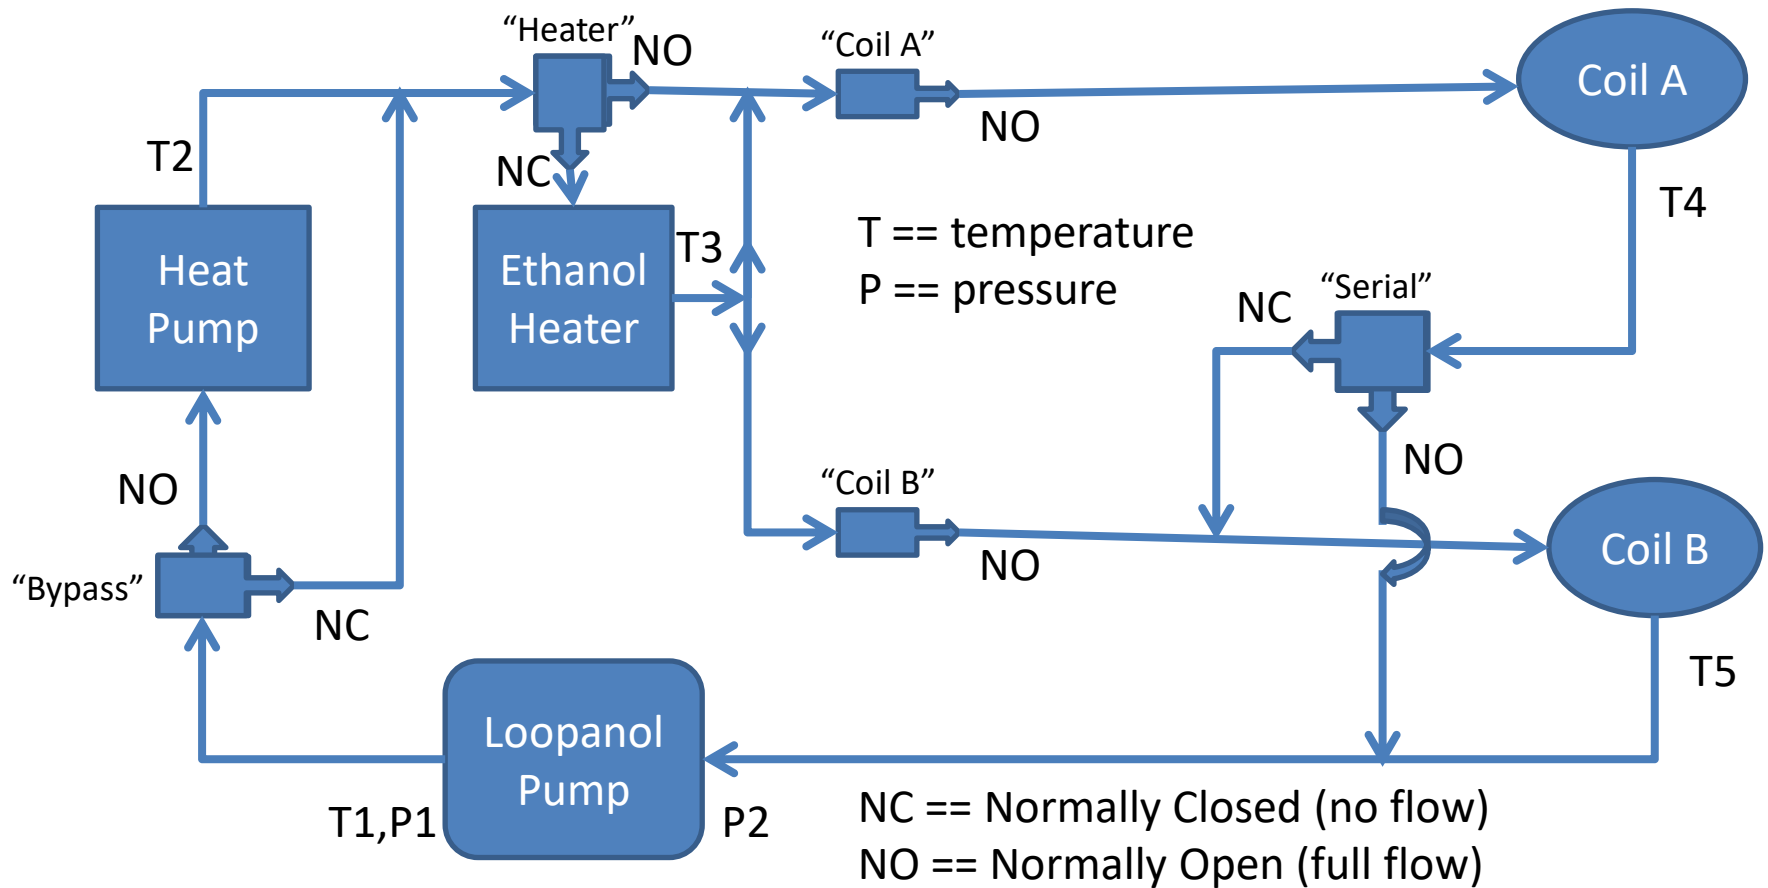 “Heater”
NO
“Coil A”
Coil A
NO
T2
NC
T4
T == temperature
P == pressure
Heat
Pump
Ethanol
Heater
T3
“Serial”
NC
NO
NO
“Coil B”
NO
Coil B
“Bypass”
NC
T5
Loopanol
Pump
T1,P1
P2
NC == Normally Closed (no flow)
NO == Normally Open (full flow)